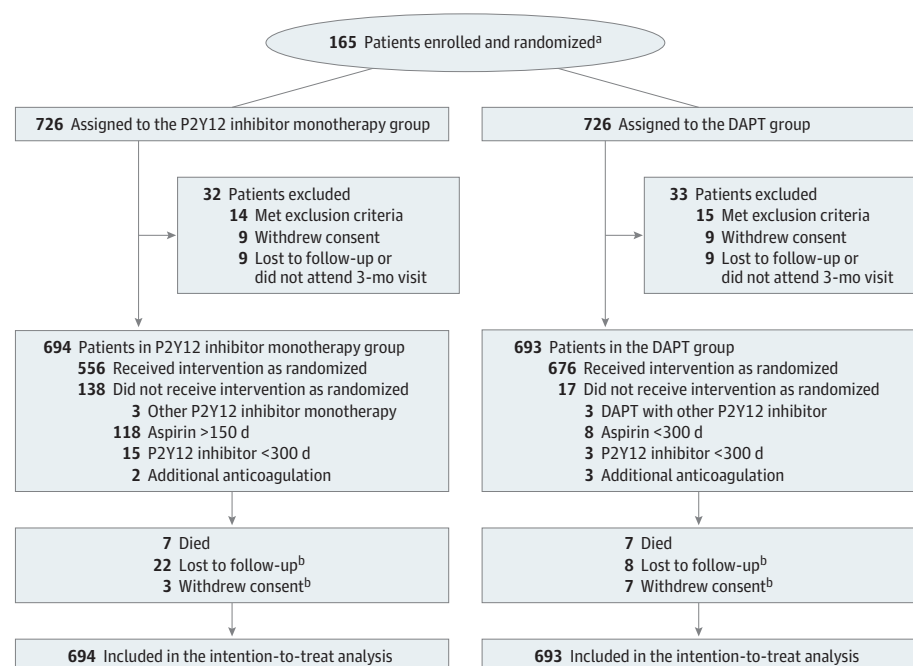 165 Patients enrolled and randomizedᵃ
726 Assigned to the P2Y12 inhibitor monotherapy group
32 Patients excluded
14 Met exclusion criteria
9 Withdrew consent
9 Lost to follow-up or
did not attend 3-mo visit
694 Patients in P2Y12 inhibitor monotherapy group
556 Received intervention as randomized
138 Did not receive intervention as randomized
3 Other P2Y12 inhibitor monotherapy
118 Aspirin >150 d
15 P2Y12 inhibitor <300 d
2 Additional anticoagulation
7 Died
22 Lost to follow-upᵇ
3 Withdrew consentᵇ
694 Included in the intention-to-treat analysis
726 Assigned to the DAPT group
33 Patients excluded
15 Met exclusion criteria
9 Withdrew consent
9 Lost to follow-up or
did not attend 3-mo visit
693 Patients in the DAPT group
676 Received intervention as randomized
17 Did not receive intervention as randomized
3 DAPT with other P2Y12 inhibitor
8 Aspirin <300 d
3 P2Y12 inhibitor <300 d
3 Additional anticoagulation
7 Died
8 Lost to follow-upᵇ
7 Withdrew consentᵇ
693 Included in the intention-to-treat analysis